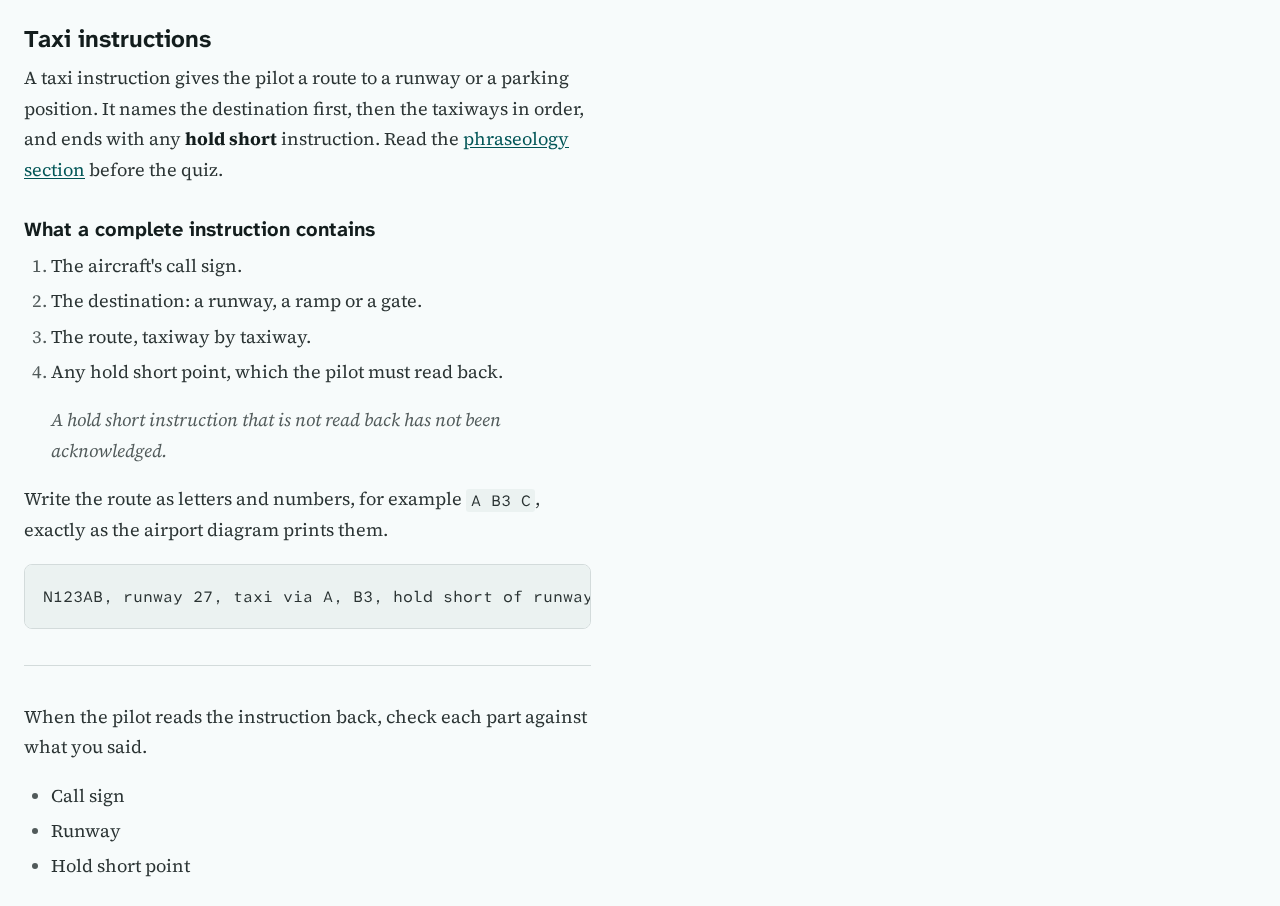 Taxi instructions
A taxi instruction gives the pilot a route to a runway or a parking
position. It names the destination first, then the taxiways in order,
and ends with any hold short instruction. Read the phraseology
section before the quiz.
What a complete instruction contains
1. The aircraft's call sign.
2. The destination: a runway, a ramp or a gate.
3. The route, taxiway by taxiway.
4. Any hold short point, which the pilot must read back.
A hold short instruction that is not read back has not been
acknowledged.
Write the route as letters and numbers, for example A B3 C,
exactly as the airport diagram prints them.
N123AB, runway 27, taxi via A, B3, hold short of runway
When the pilot reads the instruction back, check each part against
what you said.
• Call sign
• Runway
• Hold short point